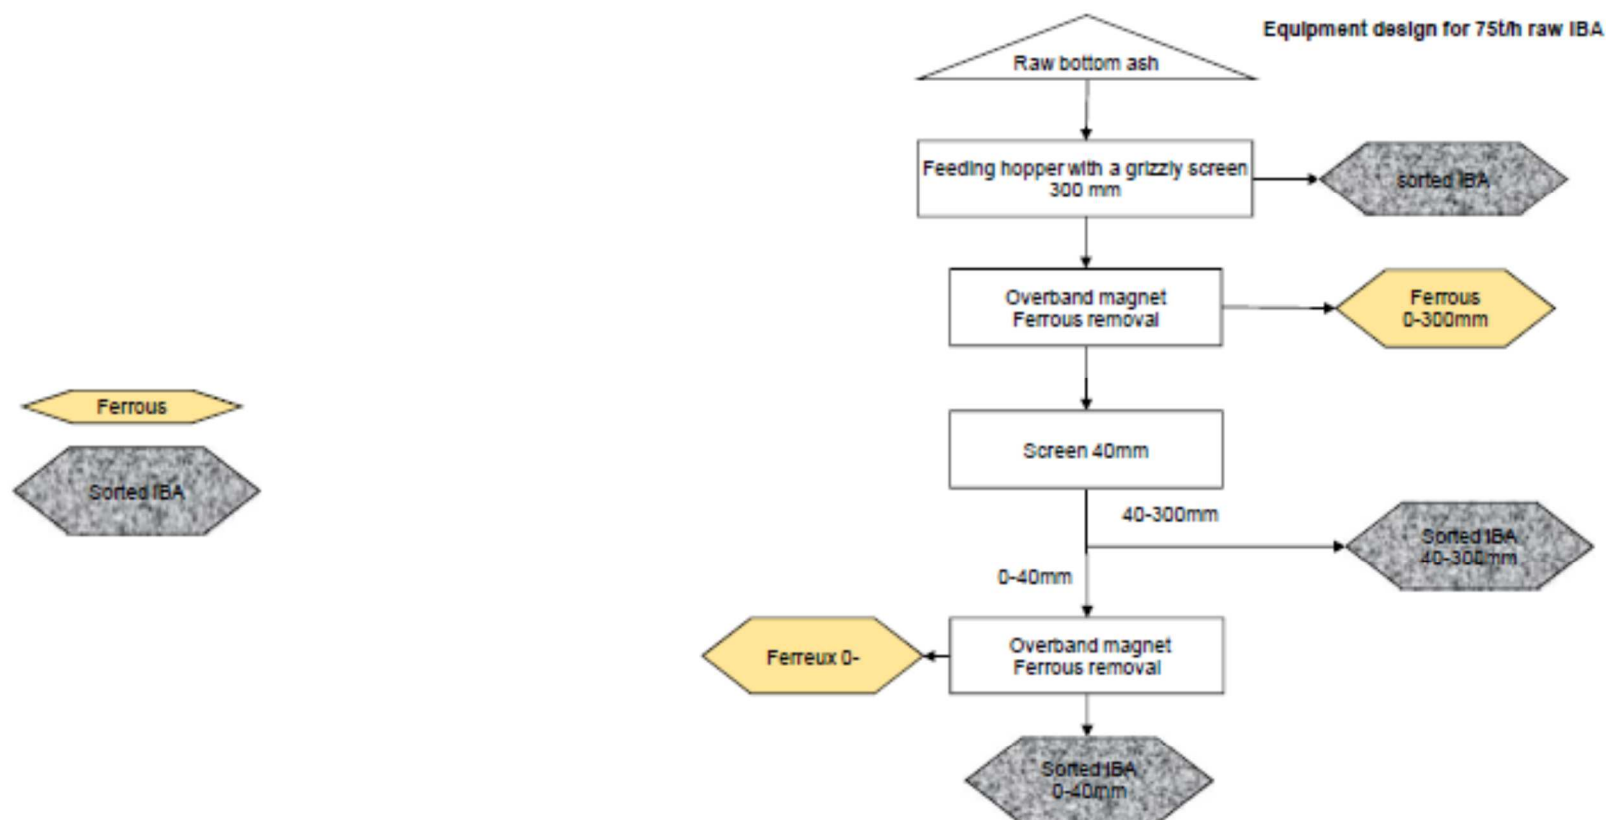 Equipment design for 75t/h raw IBA
Raw bottom ash
Feeding hopper with a grizzly screen
300 mm
sorted IBA
Overband magnet
Ferrous removal
Ferrous
0-300mm
Ferrous
Screen 40mm
Sorted IBA
40-300mm
Sorted IBA
40-300mm
0-40mm
Ferreux 0-
Overband magnet
Ferrous removal
Sorted IBA
0-40mm